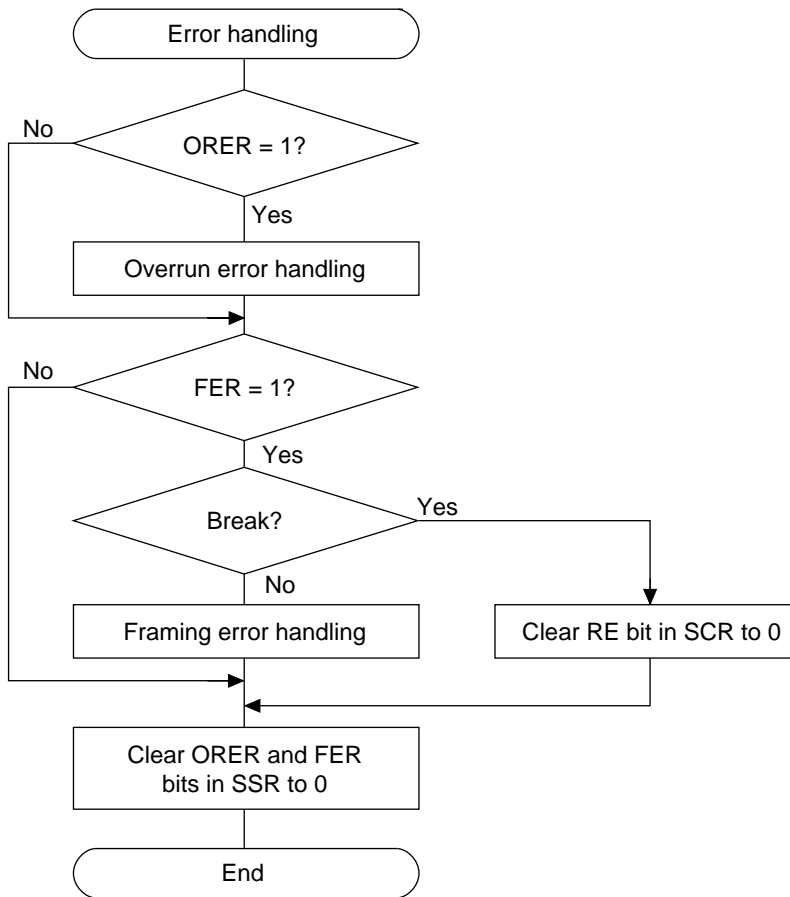 Error handling
No
ORER = 1?
Yes
Overrun error handling
No
FER = 1?
Yes
Break?
Yes
No
Framing error handling
Clear RE bit in SCR to 0
Clear ORER and FER
bits in SSR to 0
End